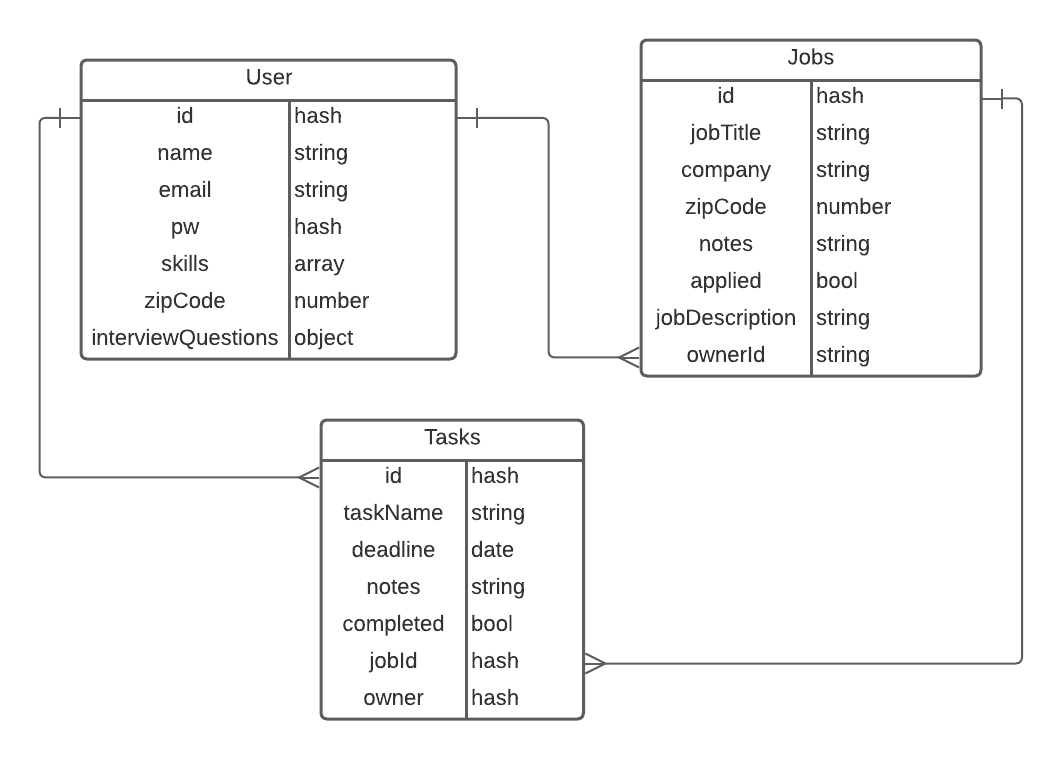 User
id hash
name string
email string
pw hash
skills array
zipCode number
interviewQuestions object
Jobs
id hash
jobTitle string
company string
zipCode number
notes string
applied bool
jobDescription string
ownerId string
Tasks
id hash
taskName string
deadline date
notes string
completed bool
jobId hash
owner hash